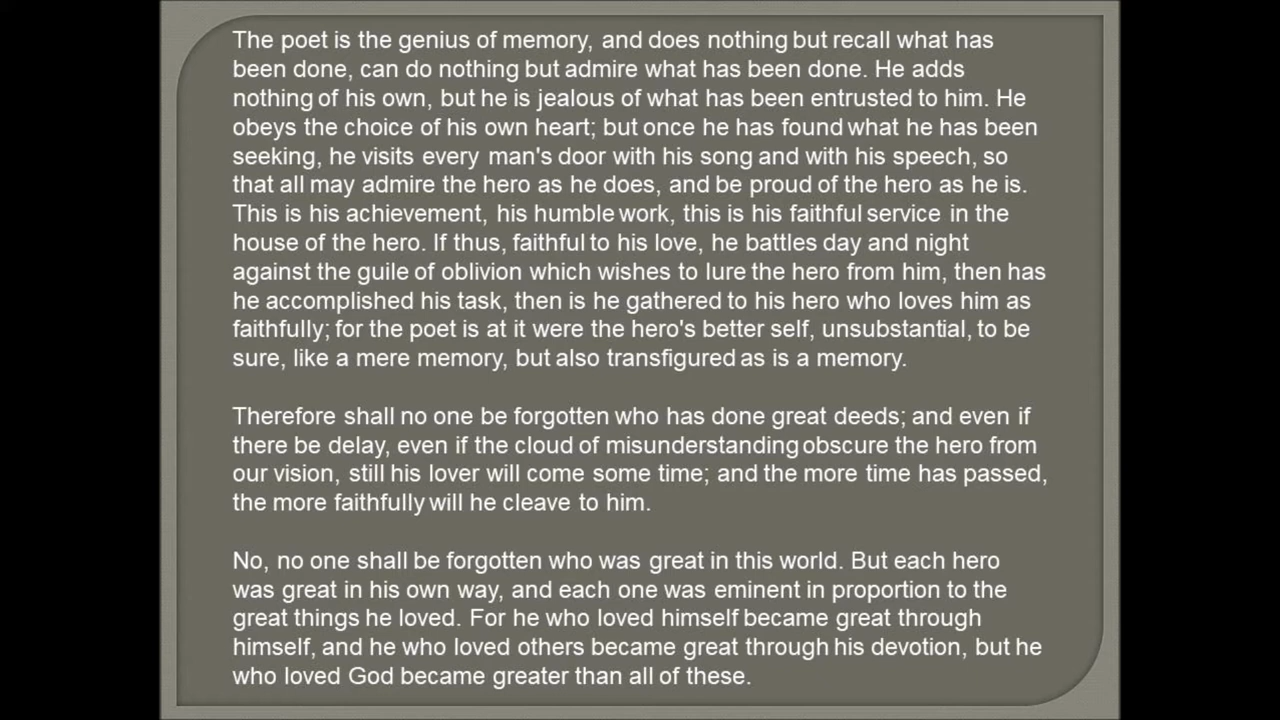 The poet is the genius of memory, and does nothing but recall what has
been done, can do nothing but admire what has been done. He adds
nothing of his own, but he is jealous of what has been entrusted to him. He
obeys the choice of his own heart; but once he has found what he has been
seeking, he visits every man's door with his song and with his speech, so
that all may admire the hero as he does, and be proud of the hero as he is.
This is his achievement, his humble work, this is his faithful service in the
house of the hero. If thus, faithful to his love, he battles day and night
against the guile of oblivion which wishes to lure the hero from him, then has
he accomplished his task, then is he gathered to his hero who loves him as
faithfully; for the poet is at it were the hero's better self, unsubstantial, to be
sure, like a mere memory, but also transfigured as is a memory.

Therefore shall no one be forgotten who has done great deeds; and even if
there be delay, even if the cloud of misunderstanding obscure the hero from
our vision, still his lover will come some time; and the more time has passed,
the more faithfully will he cleave to him.

No, no one shall be forgotten who was great in this world. But each hero
was great in his own way, and each one was eminent in proportion to the
great things he loved. For he who loved himself became great through
himself, and he who loved others became great through his devotion, but he
who loved God became greater than all of these.